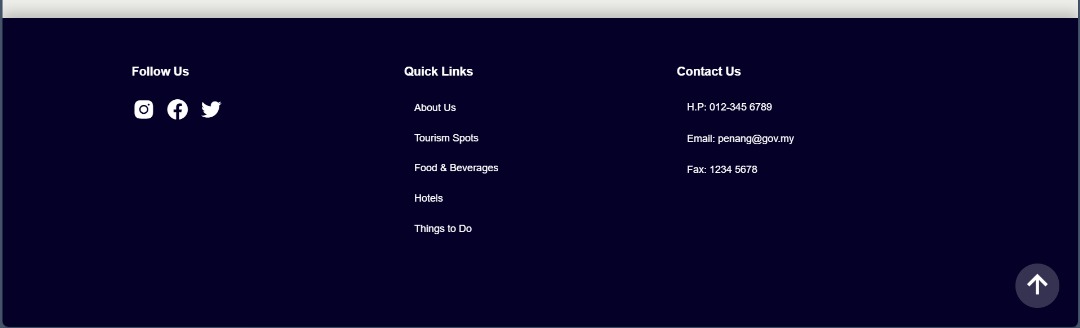 Follow Us
Quick Links
About Us
Tourism Spots
Food & Beverages
Hotels
Things to Do
Contact Us
H.P: 012-345 6789
Email: penang@gov.my
Fax: 1234 5678